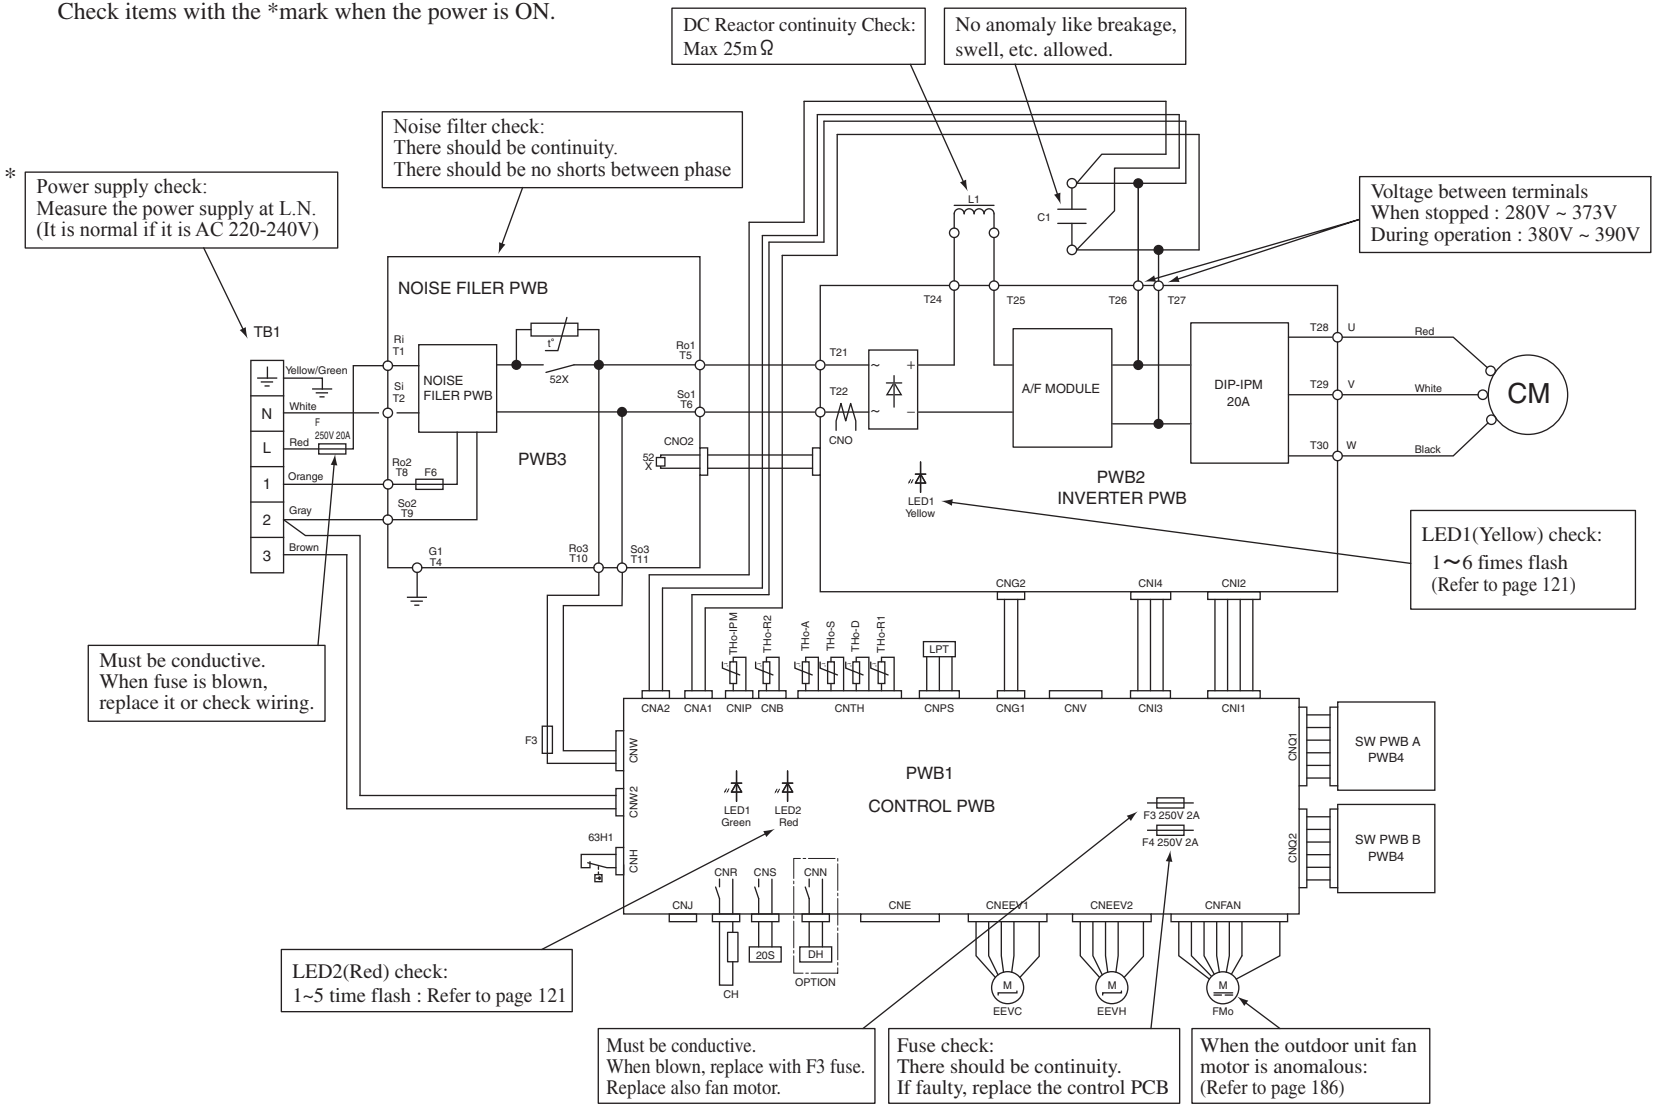 Check items with the *mark when the power is ON.
DC Reactor continuity Check:
Max 25mΩ
No anomaly like breakage,
swell, etc. allowed.
Noise filter check:
There should be continuity.
There should be no shorts between phase
*
Power supply check:
Measure the power supply at L.N.
(It is normal if it is AC 220-240V)
Voltage between terminals
When stopped : 280V ~ 373V
During operation : 380V ~ 390V
L1
C1
NOISE FILER PWB
T24
T25
T26
T27
TB1
Ri
T1
t°
52X
Ro1
T5
T21
+
~
T28
U
Red
Yellow/Green
Si
T2
NOISE
FILER PWB
A/F MODULE
DIP-IPM
20A
T29
V
White
CM
N
White
So1
T6
T22
~
−
CNO
F
250V 20A
L
Red
PWB3
CNO2
52
X
T30
W
Black
Ro2
T8
F6
1
Orange
PWB2
INVERTER PWB
LED1
Yellow
So2
T9
2
Gray
3
Brown
LED1(Yellow) check:
1~6 fimes flash
(Refer to page 121)
G1
T4
Ro3
T10
So3
T11
CNG2
CNI4
CNI2
THo-IPM
THo-R2
THo-A
THo-S
THo-D
THo-R1
LPT
Must be conductive.
When fuse is blown,
replace it or check wiring.
CNA2
CNA1
CNIP
CNB
CNTH
CNPS
CNG1
CNV
CNI3
CNI1
F3
CNW
CNQ1
SW PWB A
PWB4
PWB1
CONTROL PWB
LED1
Green
LED2
Red
CNW2
F3 250V 2A
F4 250V 2A
63H1
CNH
CNQ2
SW PWB B
PWB4
CNR
CNS
CNN
CNJ
CNE
CNEEV1
CNEEV2
CNFAN
20S
DH
OPTION
CH
M
EEVC
M
EEVH
M
FMo
LED2(Red) check:
1~5 time flash : Refer to page 121
Must be conductive.
When blown, replace with F3 fuse.
Replace also fan motor.
Fuse check:
There should be continuity.
If faulty, replace the control PCB
When the outdoor unit fan
motor is anomalous:
(Refer to page 186)